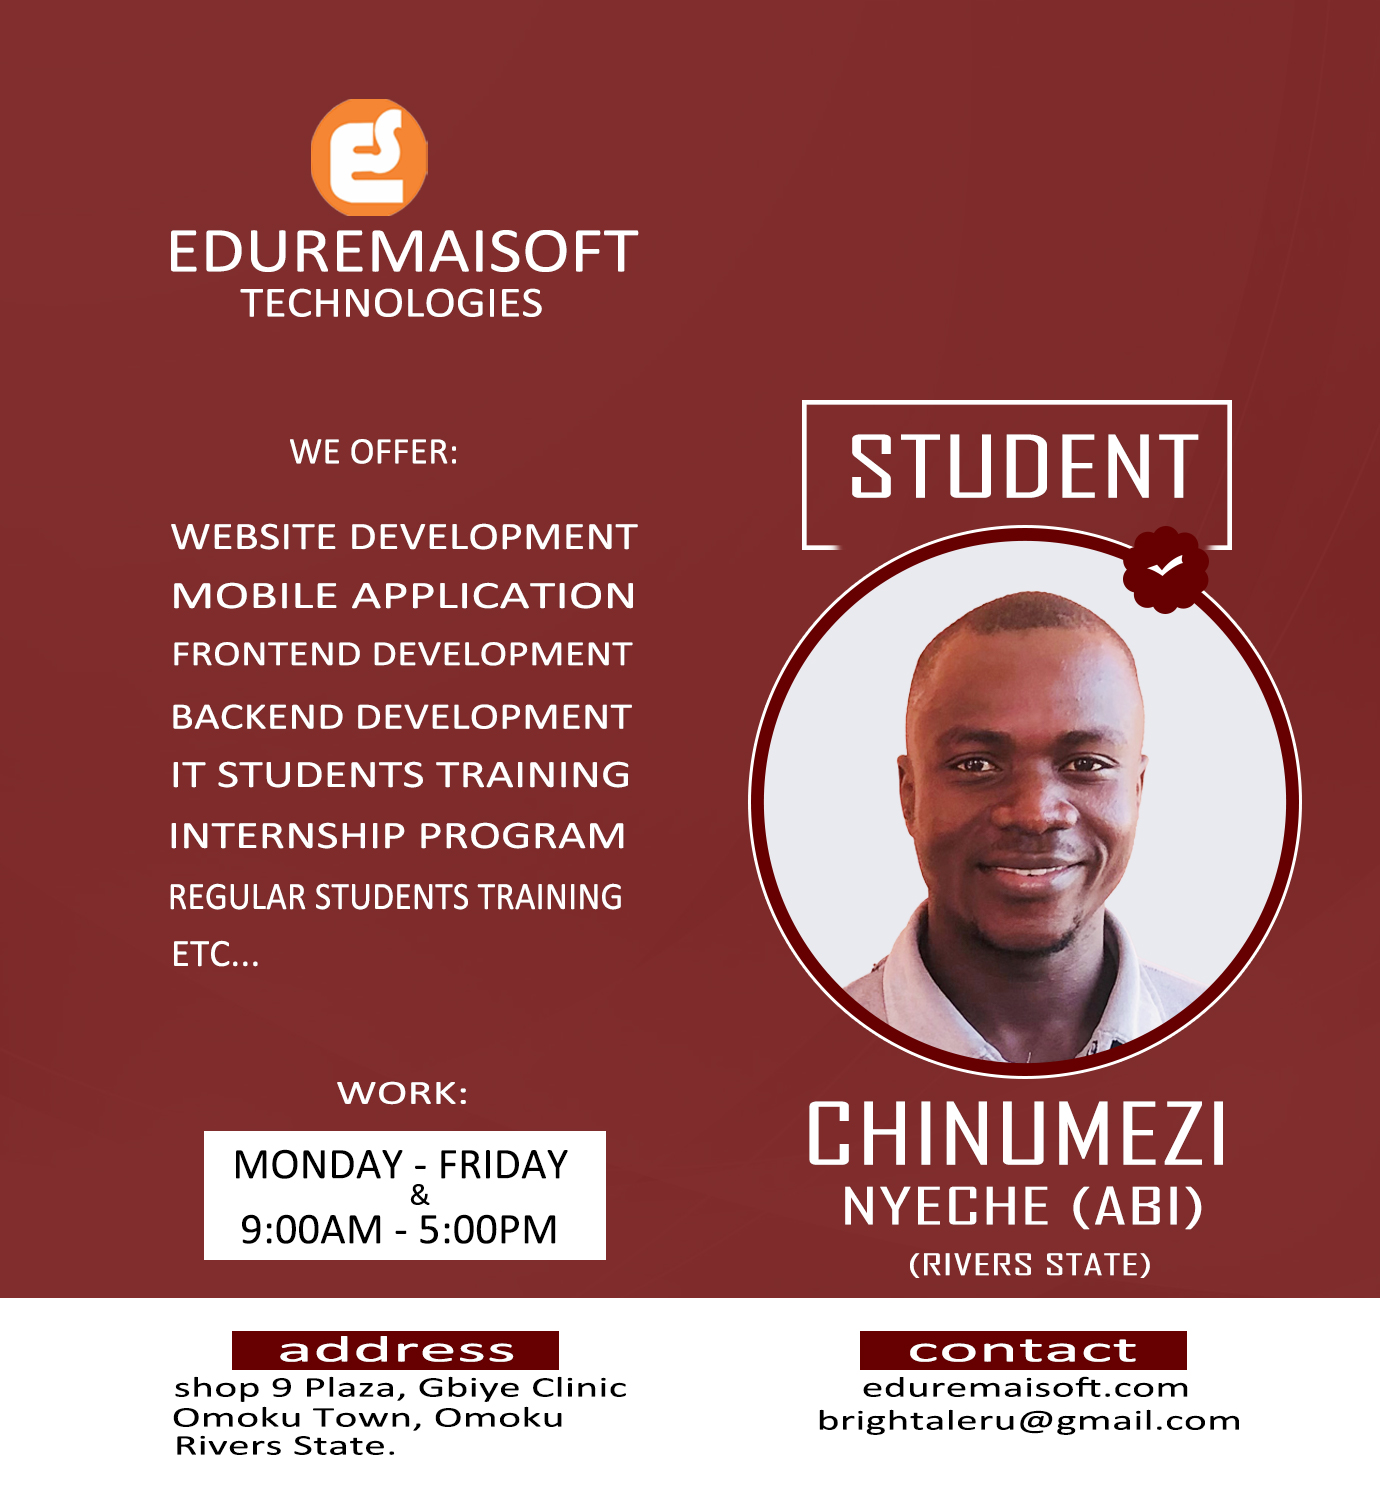 ES
EDUREMAISOFT
TECHNOLOGIES
WE OFFER:
WEBSITE DEVELOPMENT
MOBILE APPLICATION
FRONTEND DEVELOPMENT
BACKEND DEVELOPMENT
IT STUDENTS TRAINING
INTERNSHIP PROGRAM
REGULAR STUDENTS TRAINING
ETC...
WORK:
MONDAY - FRIDAY
&
9:00AM - 5:00PM
STUDENT
CHINUMEZI
NYECHE (ABI)
(RIVERS STATE)
address
shop 9 Plaza, Gbiye Clinic
Omoku Town, Omoku
Rivers State.
contact
eduremaisoft.com
brightaleru@gmail.com